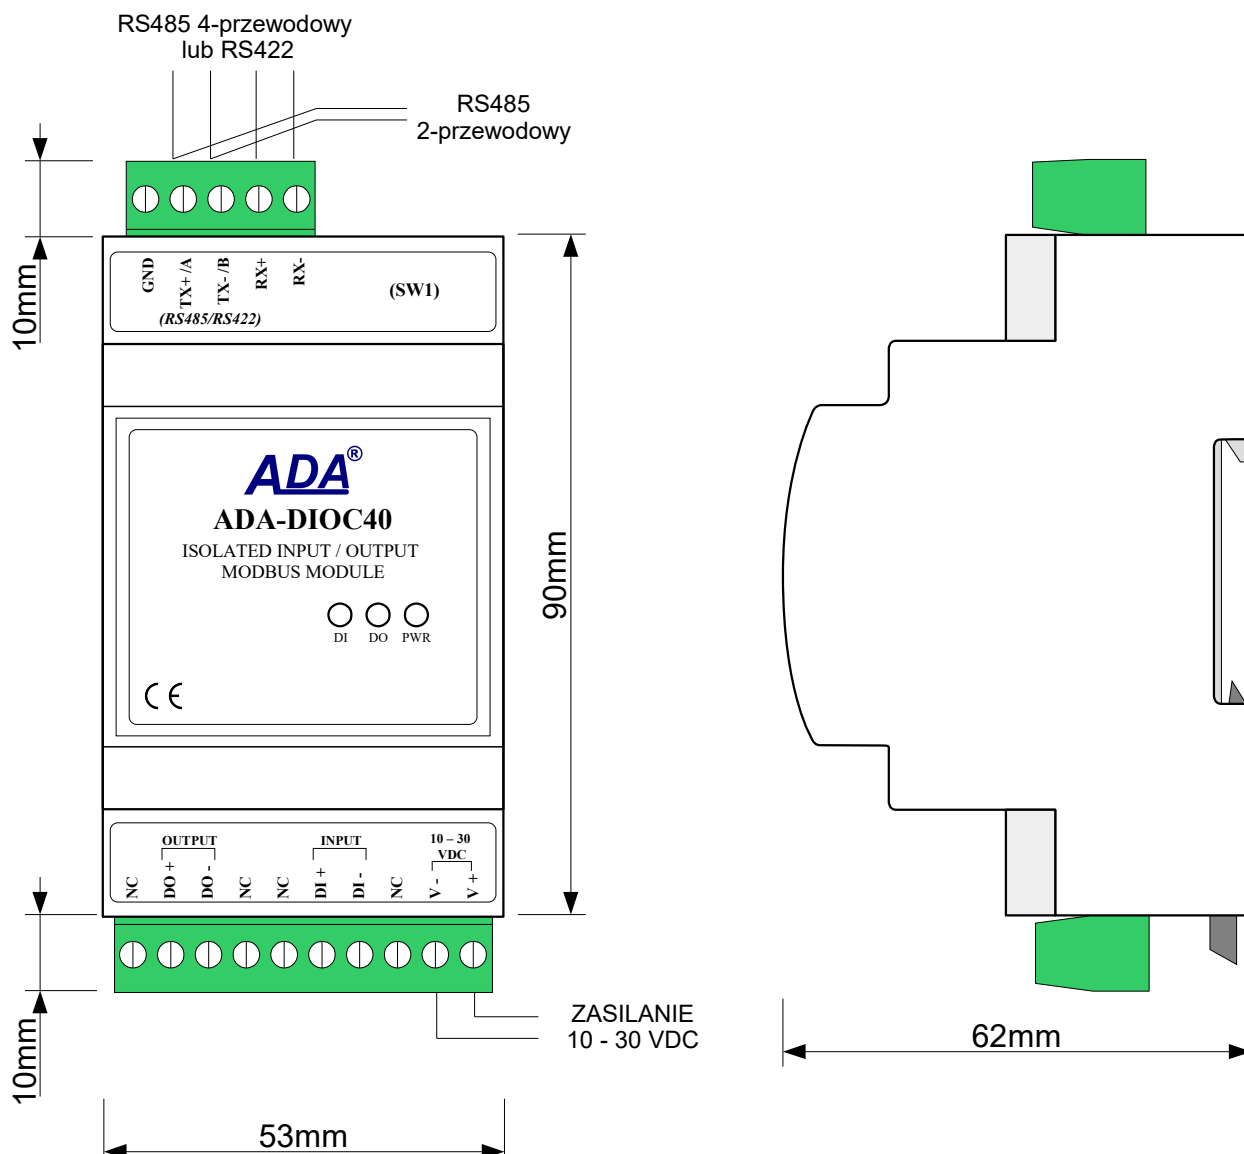 RS485 4-przewodowy
lub RS422
RS485
2-przewodowy
10mm
GND
TX+ /A
TX- /B
RX+
RX-
(RS485/RS422)
(SW1)
ADA®
ADA-DIOC40
ISOLATED INPUT / OUTPUT
MODBUS MODULE
DI
DO
PWR
CE
90mm
OUTPUT
INPUT
10 – 30
VDC
NC
DO +
DO -
NC
NC
DI +
DI -
NC
V -
V +
10mm
ZASILANIE
10 - 30 VDC
53mm
62mm